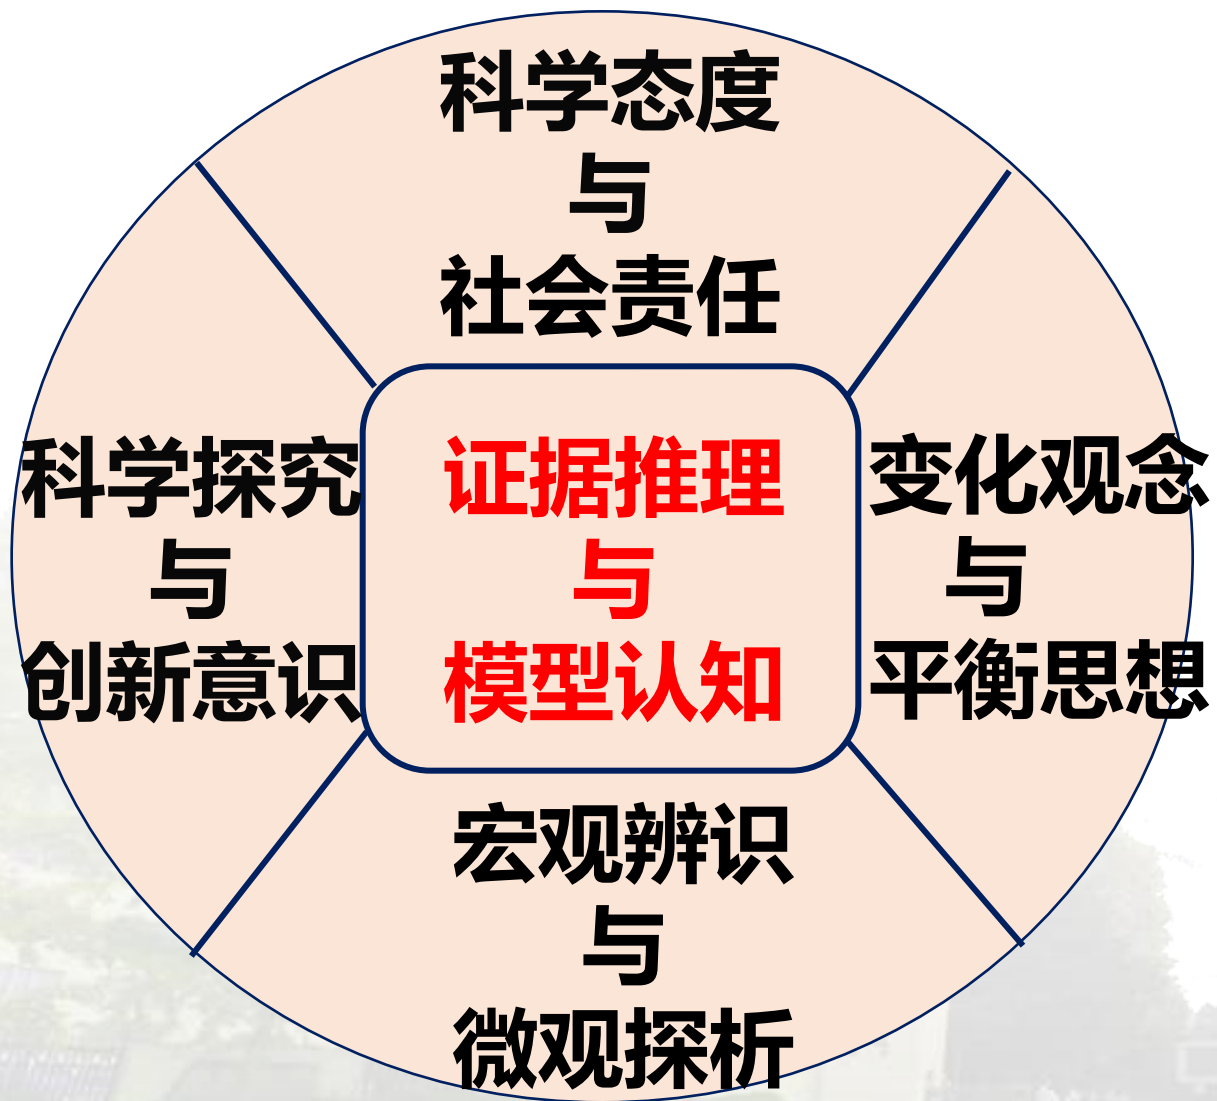 科学态度
与
社会责任
科学探究
与
创新意识
证据推理
与
模型认知
变化观念
与
平衡思想
宏观辨识
与
微观探析